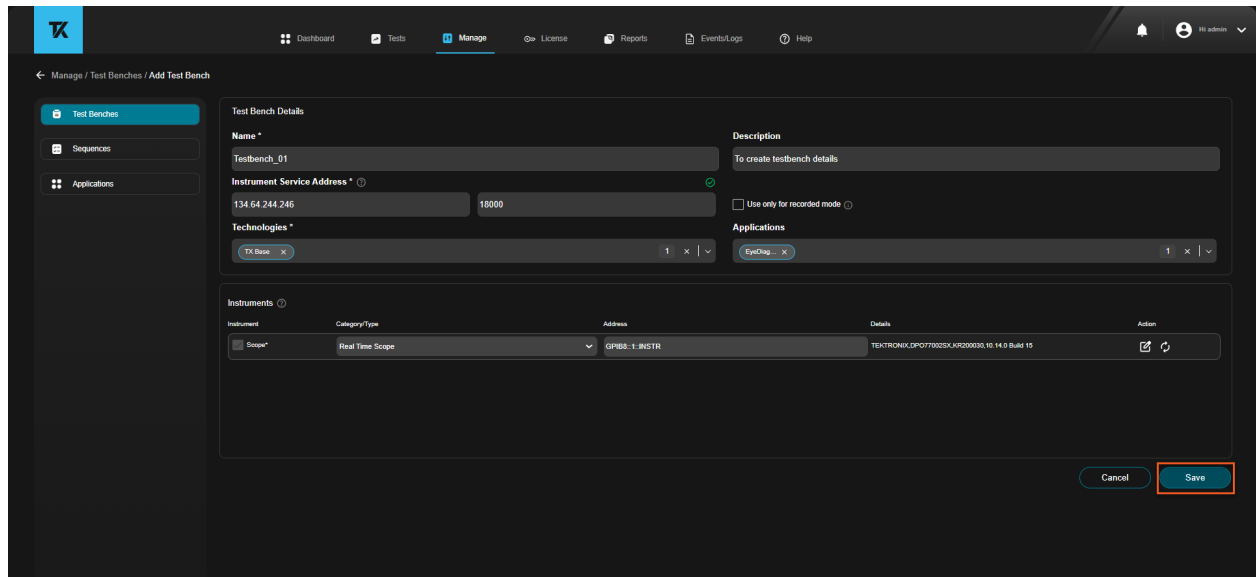 TK
Dashboard Tests Manage License Reports Events/Logs Help Hi admin
Manage / Test Benches / Add Test Bench
Test Benches
Sequences
Applications
Test Bench Details
Name * Description
Testbench_01 To create testbench details
Instrument Service Address *
134.64.244.246 18000 Use only for recorded mode
Technologies * Applications
TX Base 1 EyeDiag... 1
Instruments
Instrument Category/Type Address Details Action
Scope* Real Time Scope GPIB8::1::INSTR TEKTRONIX,DPO77002SX,KR200030,10.14.0 Build 15
Cancel Save